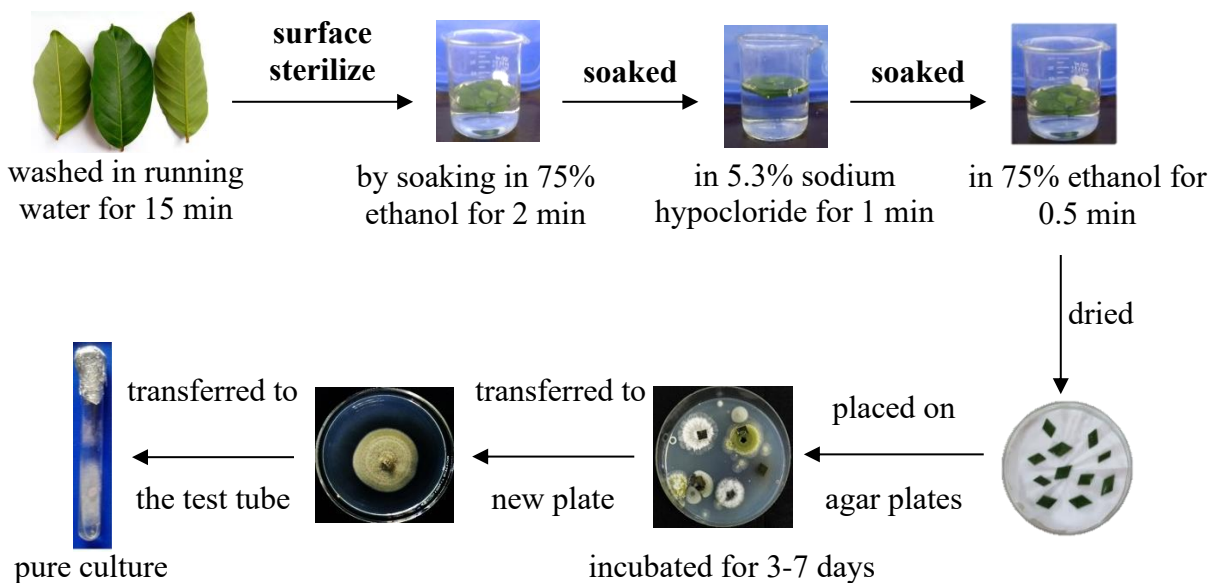 surface
sterilize
soaked
soaked
washed in running
water for 15 min
by soaking in 75%
ethanol for 2 min
in 5.3% sodium
hypocloride for 1 min
in 75% ethanol for
0.5 min
dried
placed on
agar plates
incubated for 3-7 days
transferred to
new plate
transferred to
the test tube
pure culture